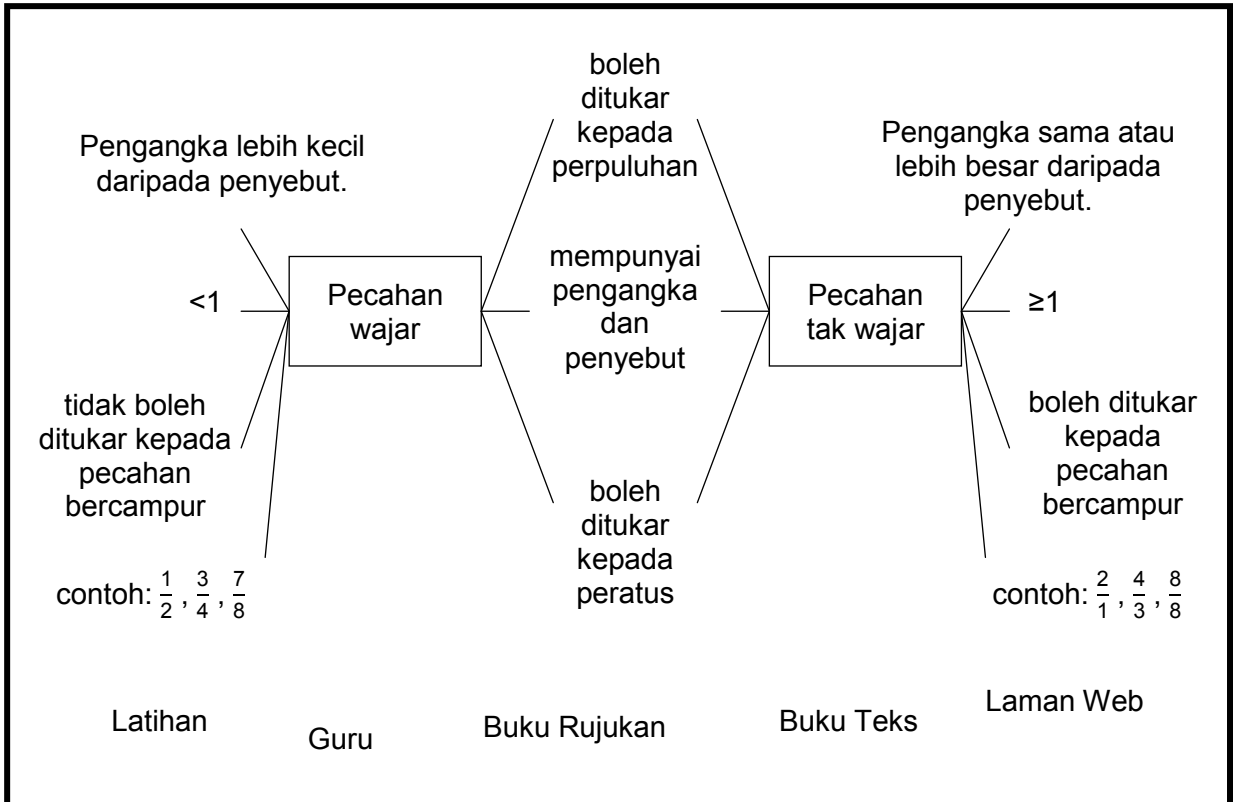 boleh
ditukar
kepada
perpuluhan
Pengangka lebih kecil
daripada penyebut.
Pengangka sama atau
lebih besar daripada
penyebut.
<1
Pecahan
wajar
mempunyai
pengangka
dan
penyebut
Pecahan
tak wajar
≥1
tidak boleh
ditukar kepada
pecahan
bercampur
boleh
ditukar
kepada
peratus
boleh ditukar
kepada
pecahan
bercampur
contoh: 1/2 , 3/4 , 7/8
contoh: 2/1 , 4/3 , 8/8
Latihan
Guru
Buku Rujukan
Buku Teks
Laman Web